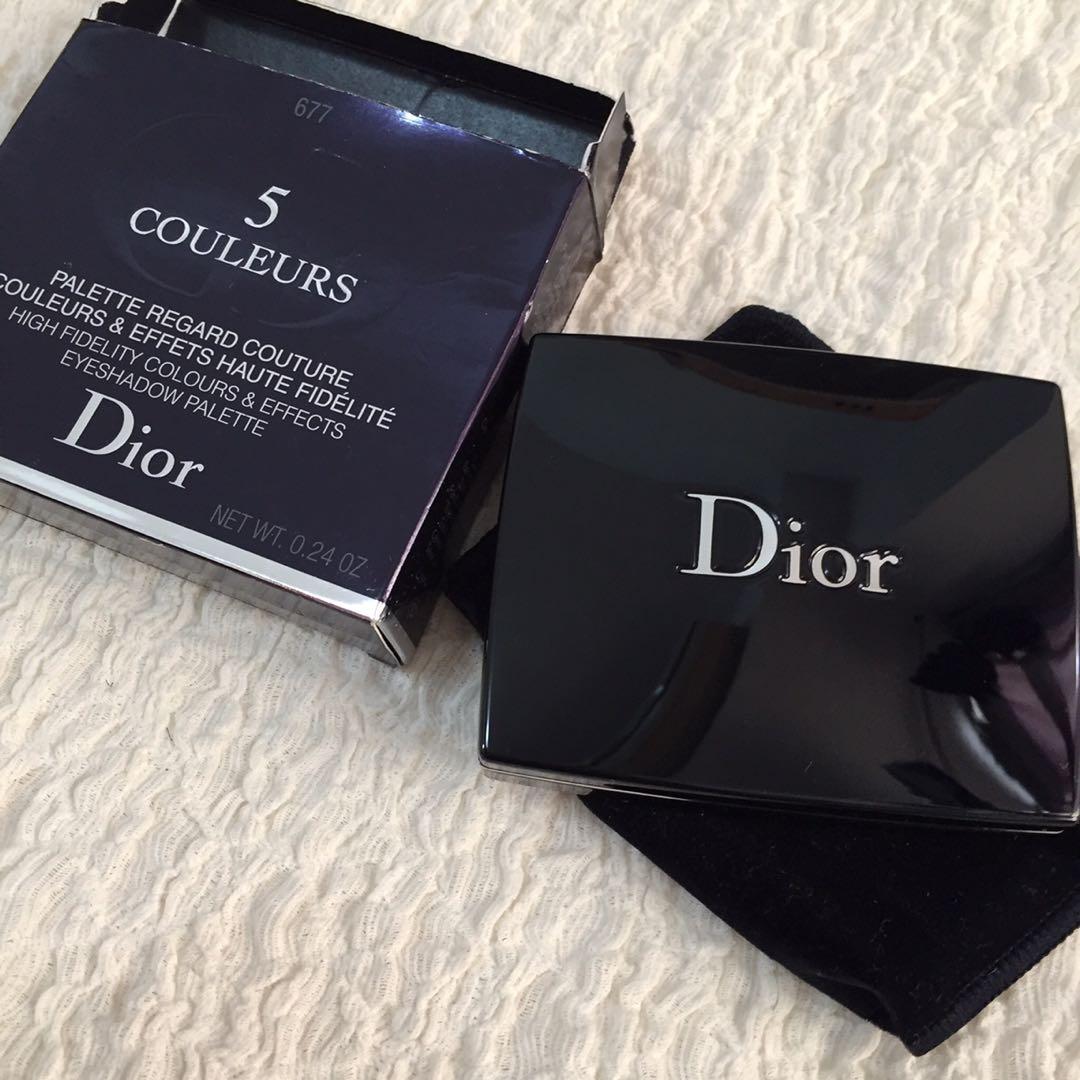 677
5
COULEURS
PALETTE REGARD COUTURE
COULEURS & EFFETS HAUTE FIDÉLITÉ
HIGH FIDELITY COLOURS & EFFECTS
EYESHADOW PALETTE
Dior
NET WT. 0.24 OZ
Dior